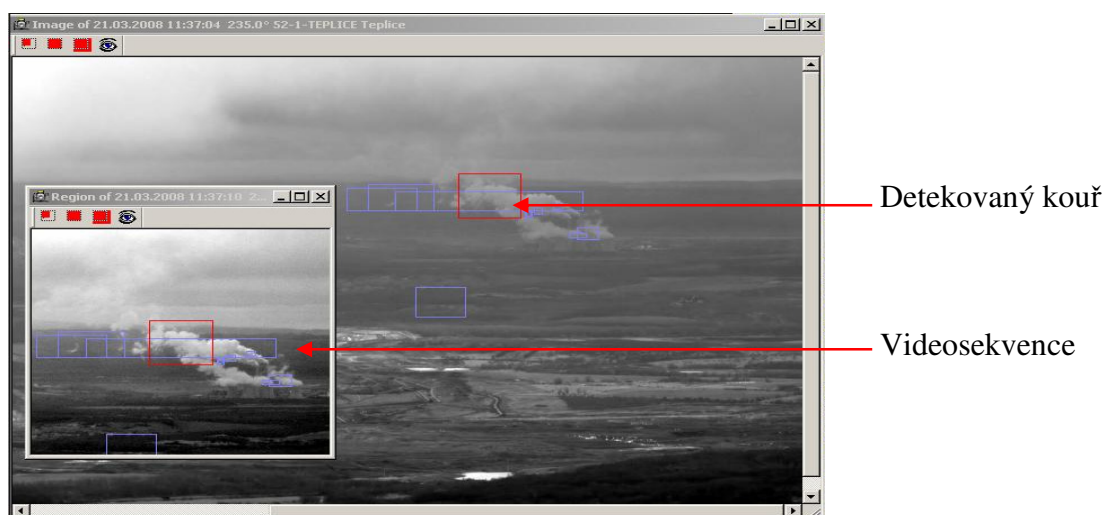 Image of 21.03.2008 11:37:04 235.0° 52-1-TEPLICE Teplice
Region of 21.03.2008 11:37:10 2...
Detekovaný kouř
Videosekvence